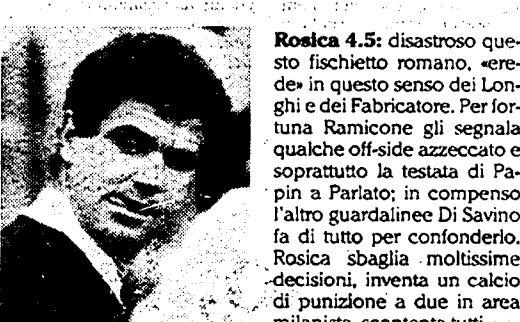 Rosica 4.5: disastroso que-
sto fischietto romano, «ere-
de» in questo senso dei Lon-
ghi e dei Fabricatore. Per for-
tuna Ramicone gli segnala
qualche off-side azzeccato e
soprattutto la testata di Pa-
pin a Parlato; in compenso
l'altro guardalinee Di Savino
fa di tutto per confonderlo.
Rosica sbaglia moltissime
decisioni, inventa un calcio
di punizione a due in area
milanista, scontenta tutti